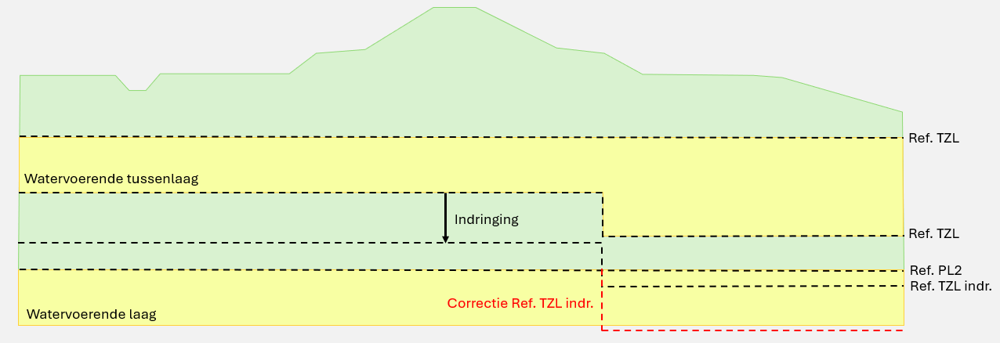 Ref. TZL
Watervoerende tussenlaag
Indringing
Ref. TZL
Ref. PL2
Ref. TZL indr.
Correctie Ref. TZL indr.
Watervoerende laag